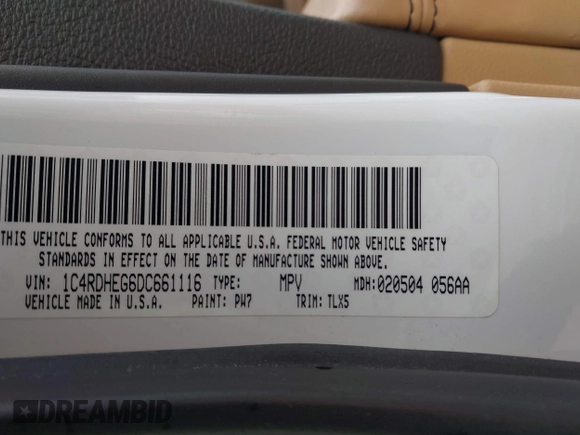 THIS VEHICLE CONFORMS TO ALL APPLICABLE U.S.A. FEDERAL MOTOR VEHICLE SAFETY
STANDARDS IN EFFECT ON THE DATE OF MANUFACTURE SHOWN ABOVE.
VIN: 1C4RDHEG6DC661116 TYPE: MPV MDH:020504 056AA
VEHICLE MADE IN U.S.A. PAINT: PW7 TRIM: TLX5
DREAMBID